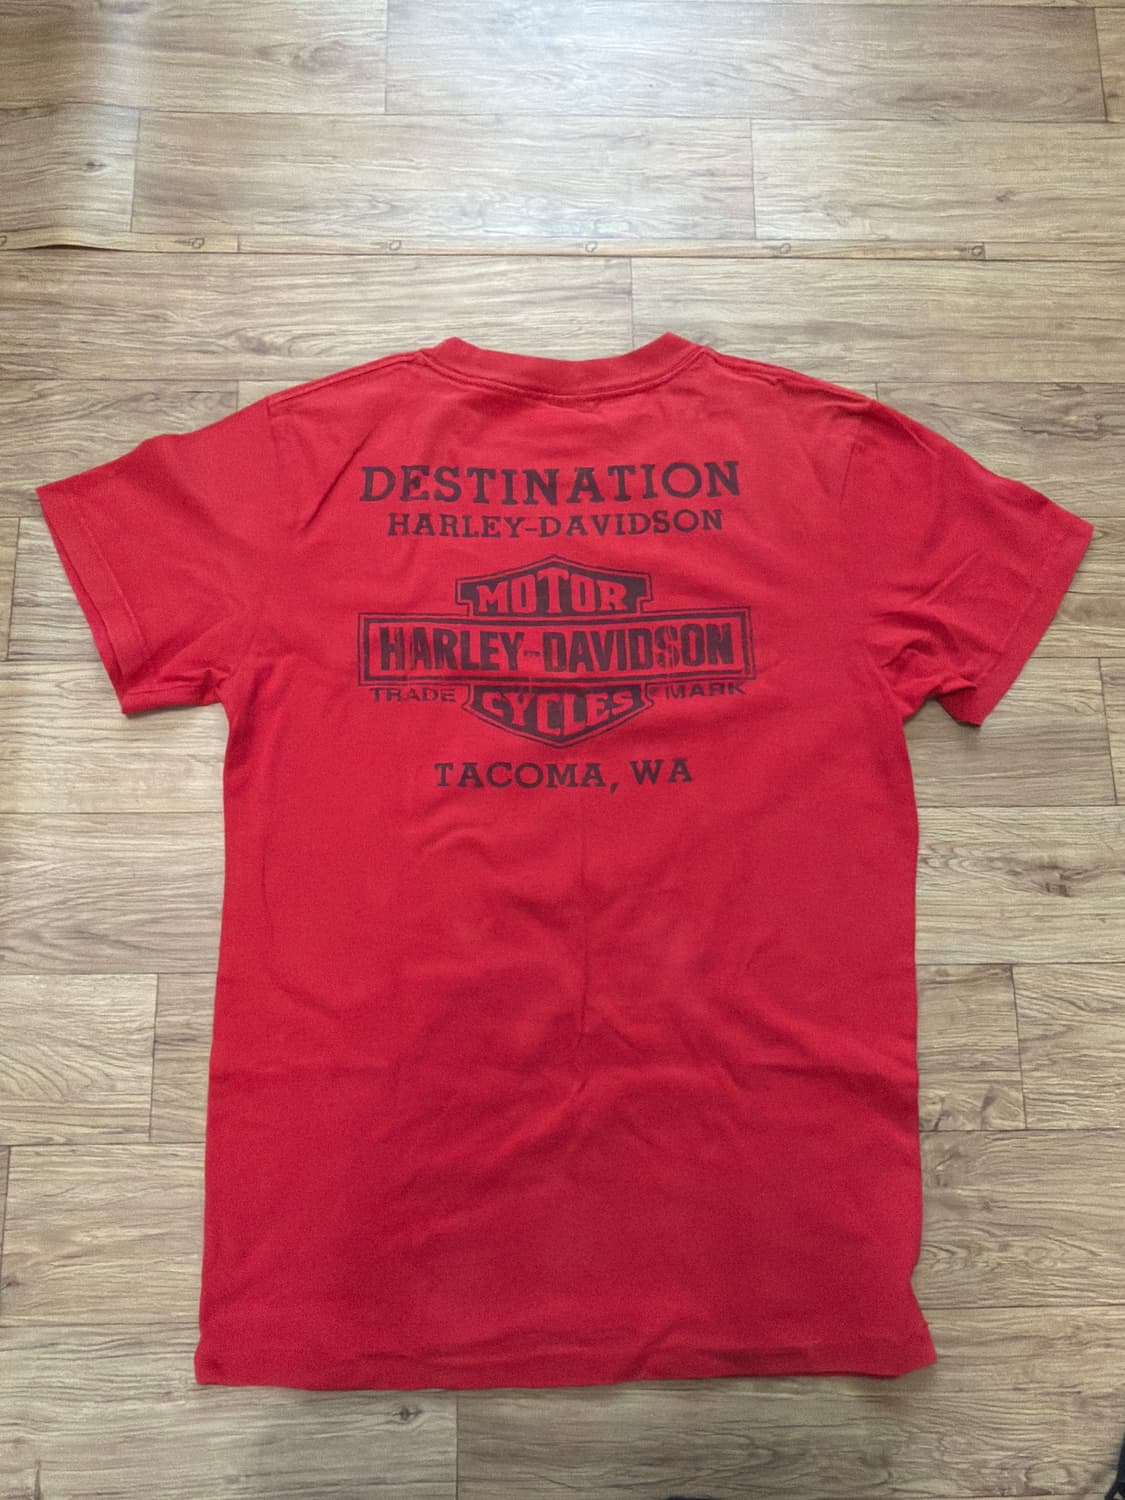 DESTINATION
HARLEY-DAVIDSON
MOTOR
HARLEY-DAVIDSON
TRADE CYCLES MARK
TACOMA, WA